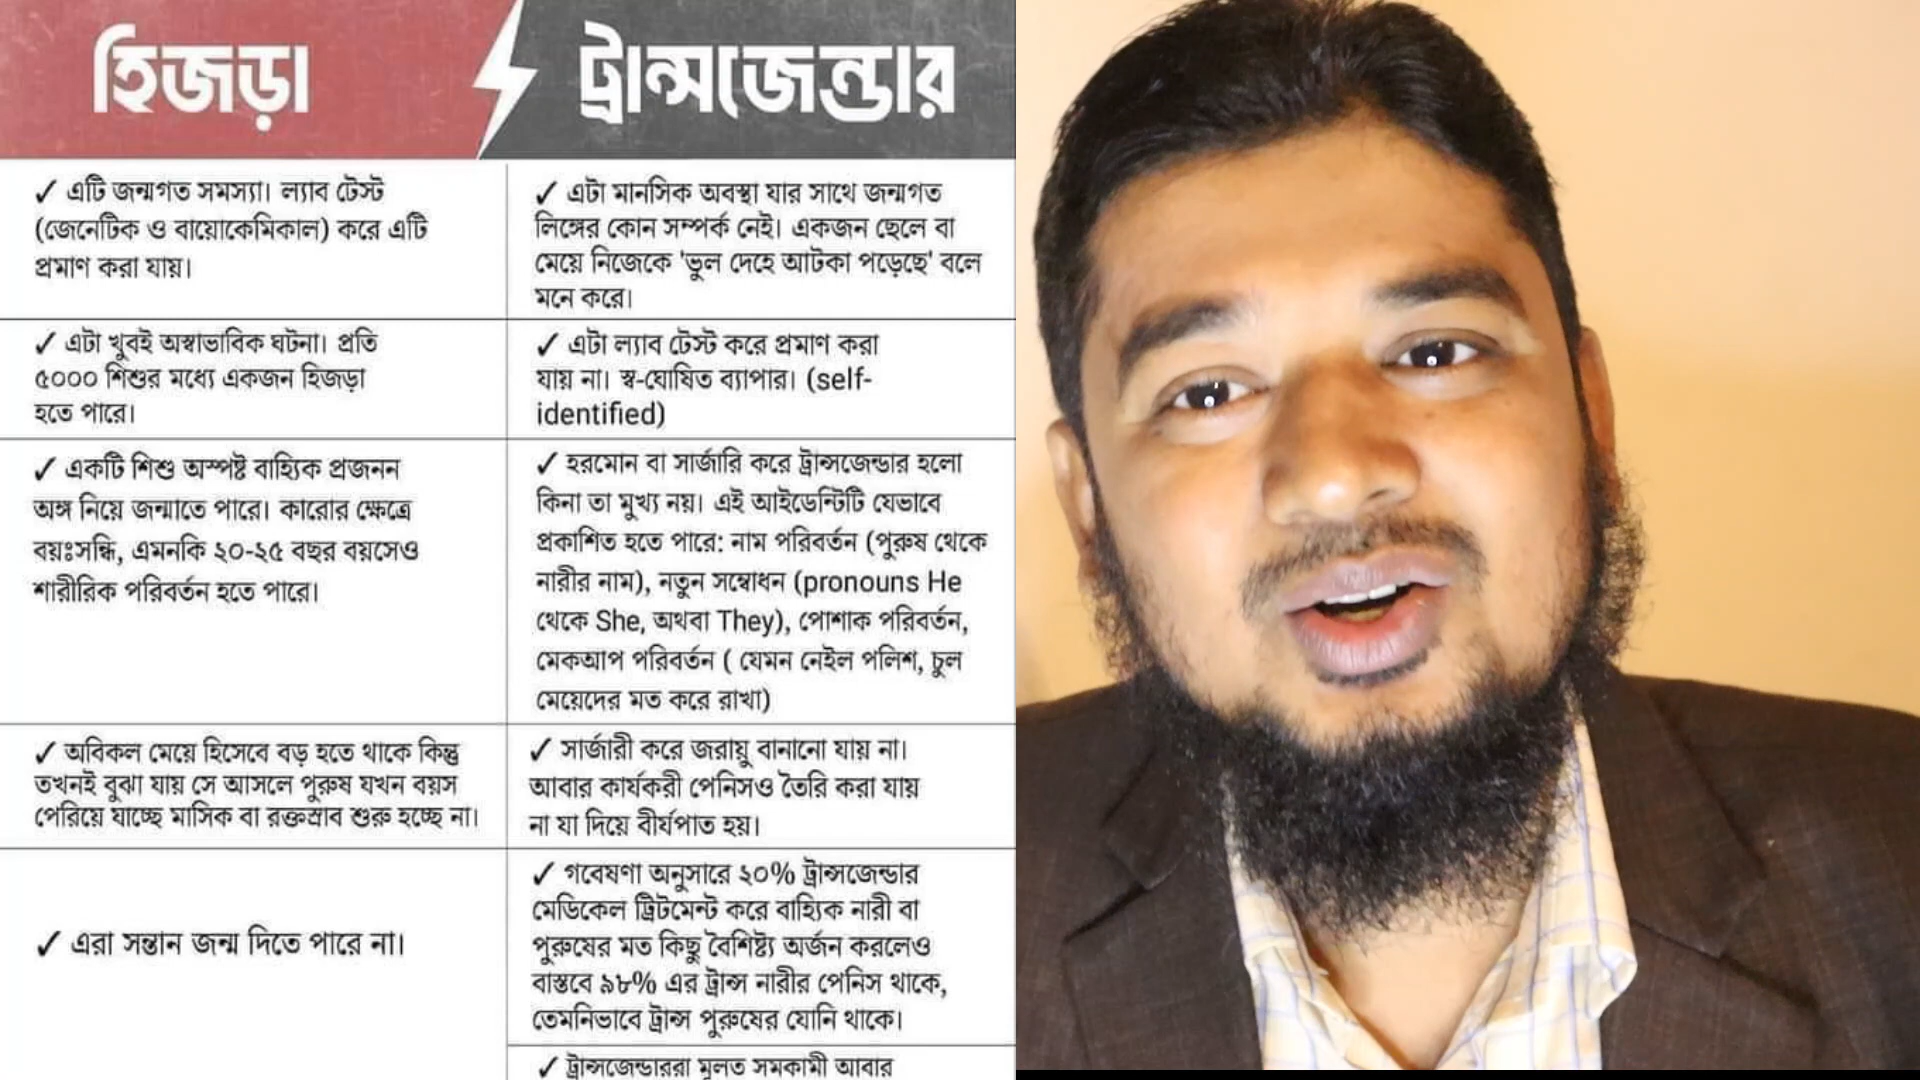 হিজড়া
ট্রান্সজেন্ডার
✓ এটি জন্মগত সমস্যা। ল্যাব টেস্ট
(জেনেটিক ও বায়োকেমিকাল) করে এটি
প্রমাণ করা যায়।
✓ এটা মানসিক অবস্থা যার সাথে জন্মগত
লিঙ্গের কোন সম্পর্ক নেই। একজন ছেলে বা
মেয়ে নিজেকে 'ভুল দেহে আটকা পড়েছে' বলে
মনে করে।
✓ এটা খুবই অস্বাভাবিক ঘটনা। প্রতি
৫০০০ শিশুর মধ্যে একজন হিজড়া
হতে পারে।
✓ এটা ল্যাব টেস্ট করে প্রমাণ করা
যায় না। স্ব-ঘোষিত ব্যাপার। (self-
identified)
✓ একটি শিশু অস্পষ্ট বাহ্যিক প্রজনন
অঙ্গ নিয়ে জন্মাতে পারে। কারোর ক্ষেত্রে
বয়ঃসন্ধি, এমনকি ২০-২৫ বছর বয়সেও
শারীরিক পরিবর্তন হতে পারে।
✓ হরমোন বা সার্জারি করে ট্রান্সজেন্ডার হলো
কিনা তা মুখ্য নয়। এই আইডেন্টিটি যেভাবে
প্রকাশিত হতে পারে: নাম পরিবর্তন (পুরুষ থেকে
নারীর নাম), নতুন সম্বোধন (pronouns He
থেকে She, অথবা They), পোশাক পরিবর্তন,
মেকআপ পরিবর্তন ( যেমন নেইল পলিশ, চুল
মেয়েদের মত করে রাখা)
✓ অবিকল মেয়ে হিসেবে বড় হতে থাকে কিন্তু
তখনই বুঝা যায় সে আসলে পুরুষ যখন বয়স
পেরিয়ে যাচ্ছে মাসিক বা রক্তস্রাব শুরু হচ্ছে না।
✓ সার্জারী করে জরায়ু বানানো যায় না।
আবার কার্যকরী পেনিসও তৈরি করা যায়
না যা দিয়ে বীর্যপাত হয়।
✓ এরা সন্তান জন্ম দিতে পারে না।
✓ গবেষণা অনুসারে ২০% ট্রান্সজেন্ডার
মেডিকেল ট্রিটমেন্ট করে বাহ্যিক নারী বা
পুরুষের মত কিছু বৈশিষ্ট্য অর্জন করলেও
বাস্তবে ৯৮% এর ট্রান্স নারীর পেনিস থাকে,
তেমনিভাবে ট্রান্স পুরুষের যোনি থাকে।
✓ ট্রান্সজেন্ডাররা মূলত সমকামী আবার